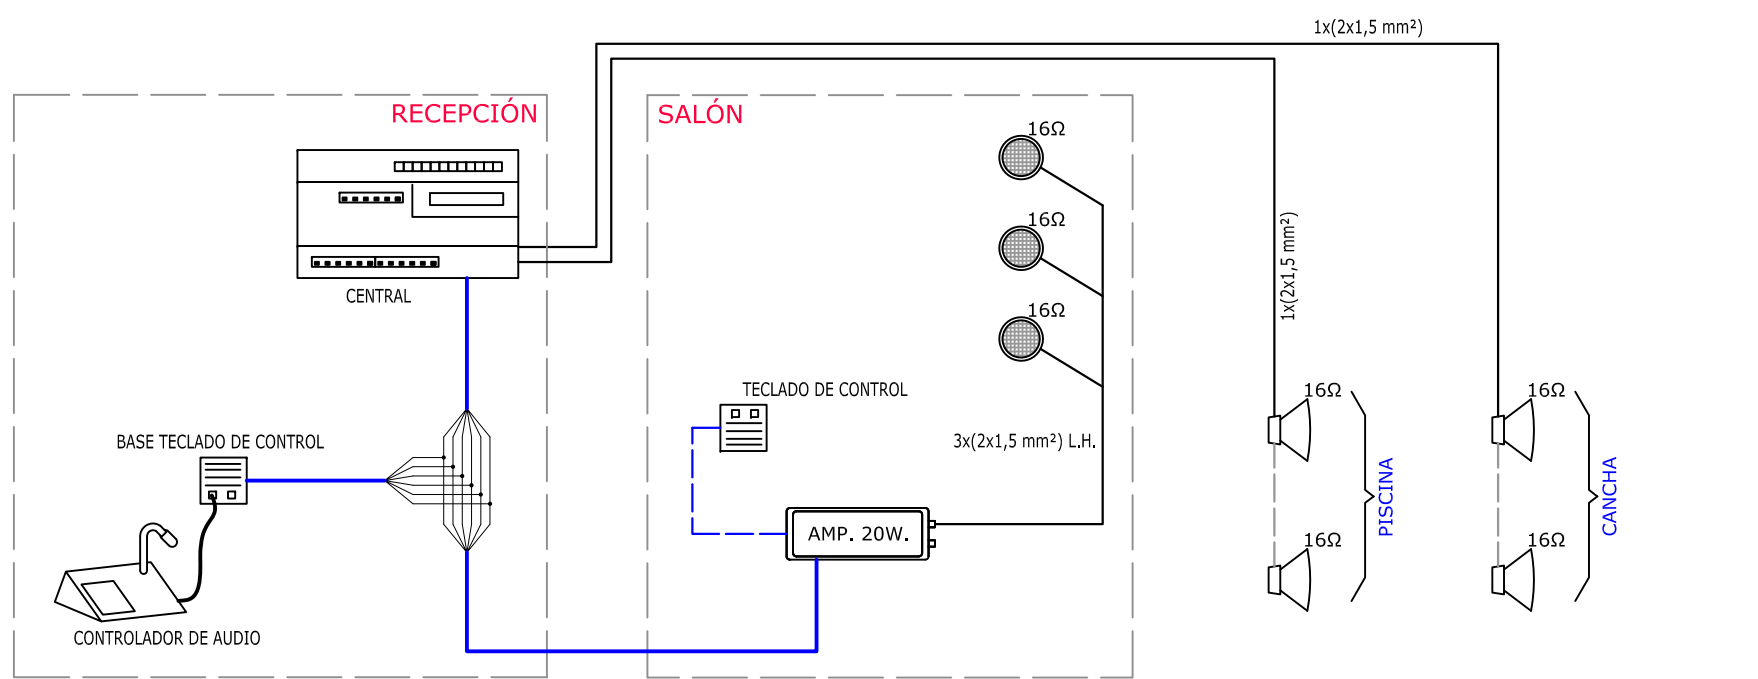 1x(2x1,5 mm²)
RECEPCIÓN
SALÓN
16Ω
16Ω
1x(2x1,5 mm²)
CENTRAL
16Ω
TECLADO DE CONTROL
16Ω
16Ω
BASE TECLADO DE CONTROL
3x(2x1,5 mm²) L.H.
PISCINA
CANCHA
AMP. 20W.
16Ω
16Ω
CONTROLADOR DE AUDIO